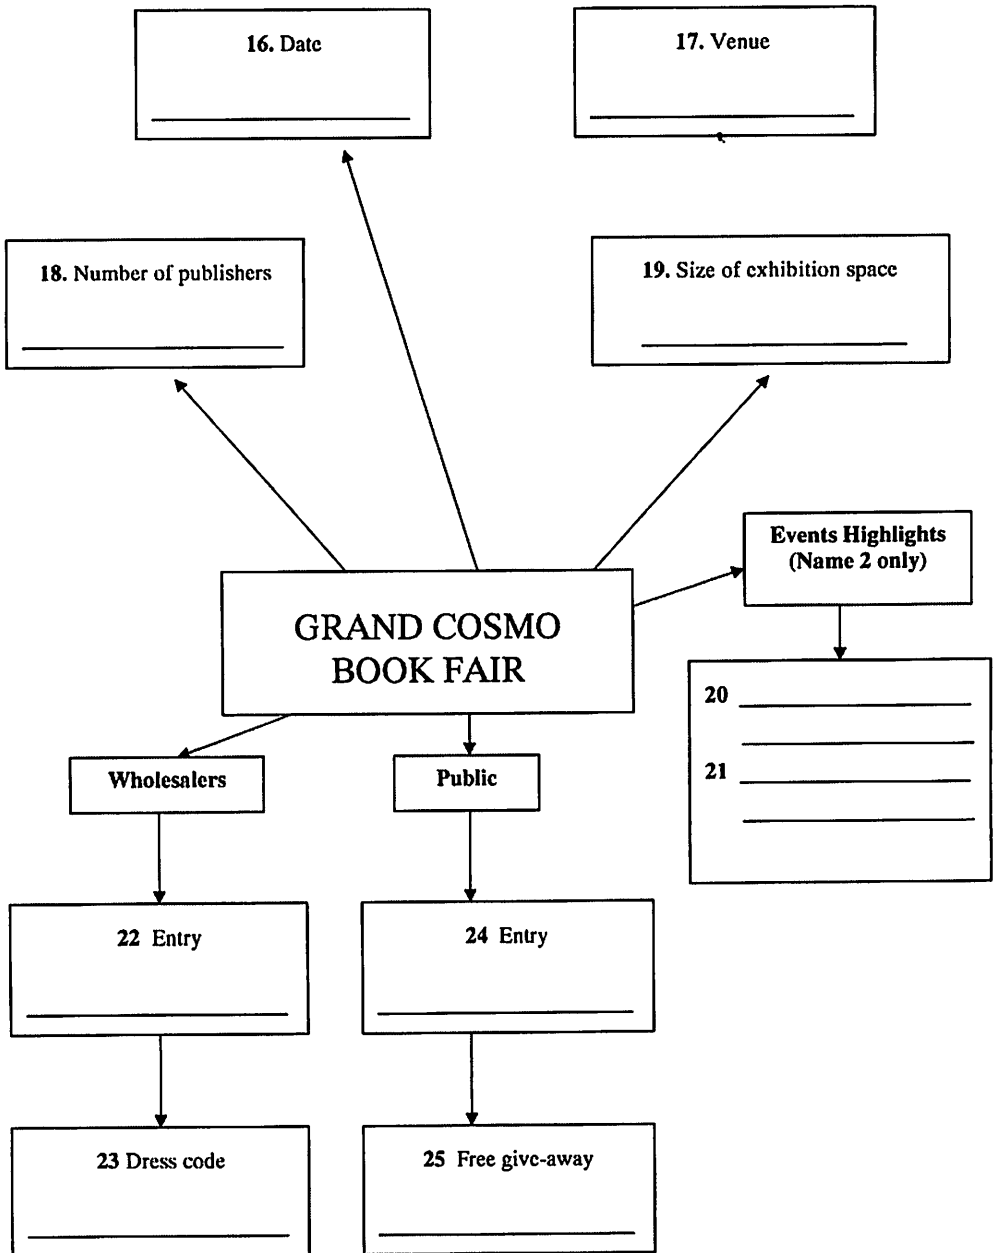 16. Date
17. Venue
18. Number of publishers
19. Size of exhibition space
Events Highlights
(Name 2 only)
GRAND COSMO
BOOK FAIR
20
21
Wholesalers
Public
22 Entry
24 Entry
23 Dress code
25 Free give-away